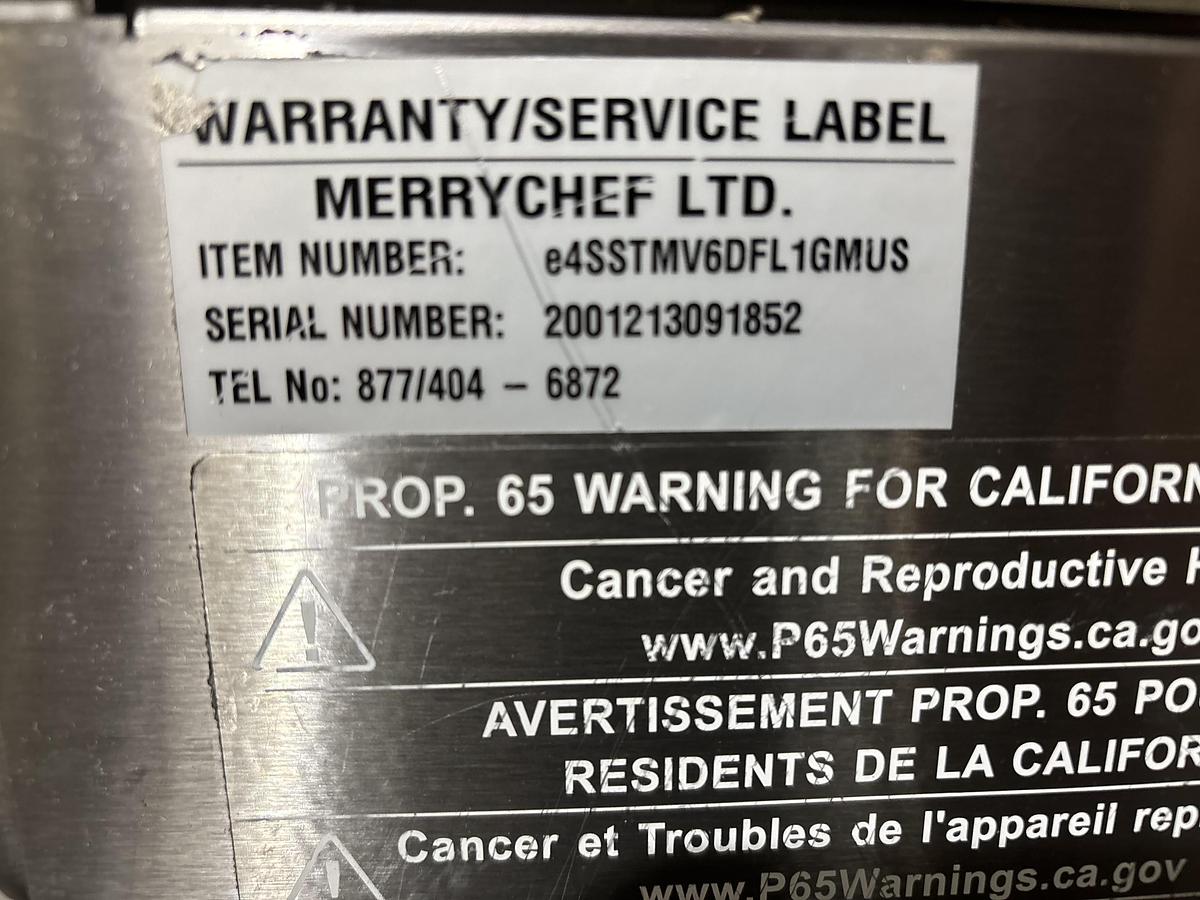 WARRANTY/SERVICE LABEL
MERRYCHEF LTD.
ITEM NUMBER: e4SSTMV6DFL1GMUS
SERIAL NUMBER: 2001213091852
TEL No: 877/404 – 6872
PROP. 65 WARNING FOR CALIFORN
Cancer and Reproductive H
www.P65Warnings.ca.go
AVERTISSEMENT PROP. 65 PO
RESIDENTS DE LA CALIFOR
Cancer et Troubles de l'appareil rep
www.P65Warnings.ca.gov